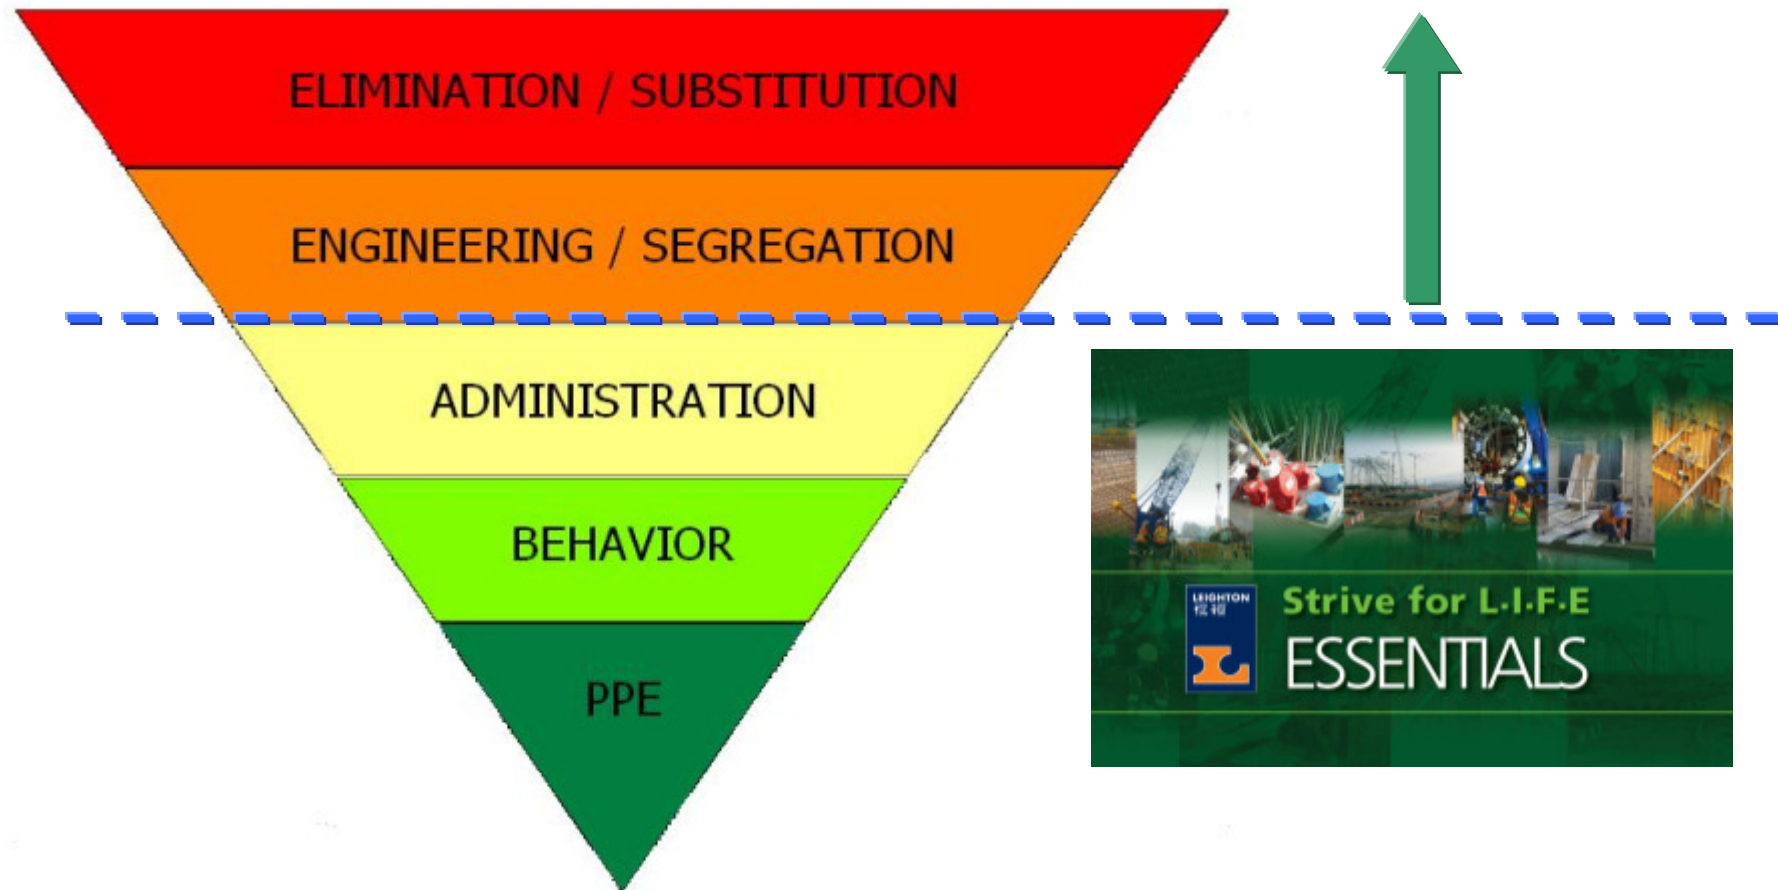 ELIMINATION / SUBSTITUTION
ENGINEERING / SEGREGATION
ADMINISTRATION
BEHAVIOR
PPE
LEIGHTON
Strive for L·I·F·E
ESSENTIALS